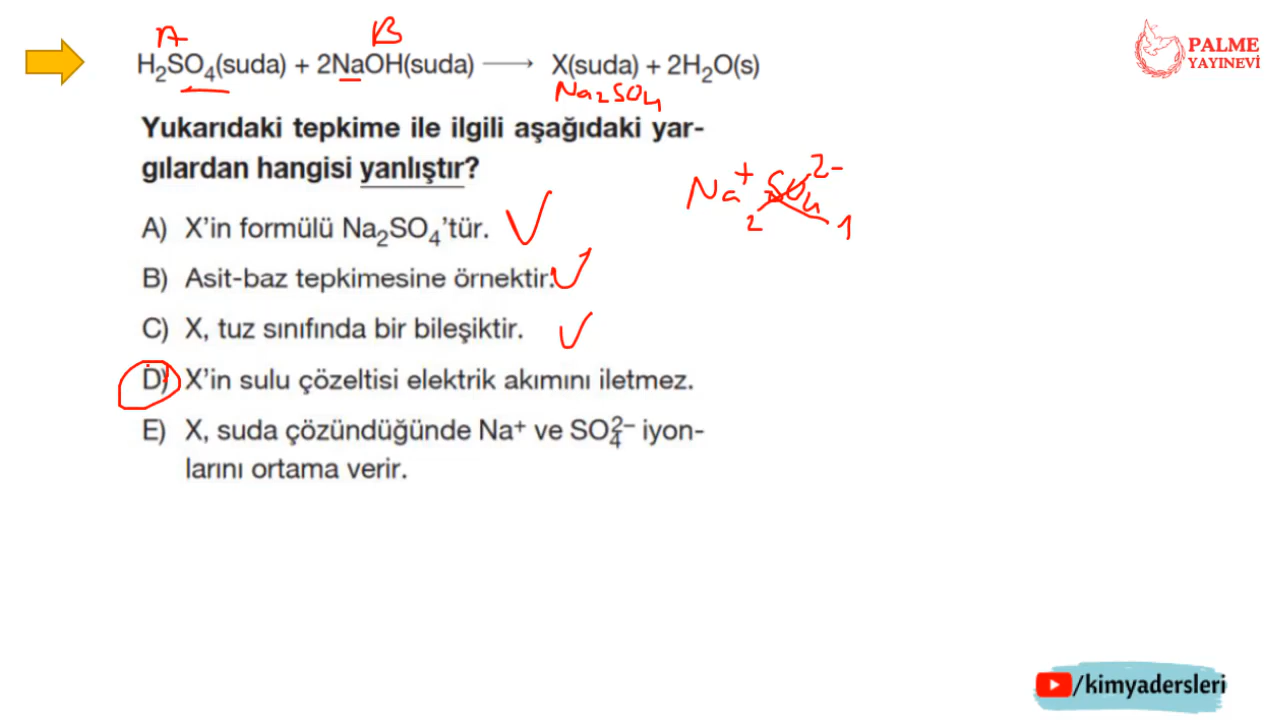 A
B
H₂SO₄(suda) + 2NaOH(suda) ⟶ X(suda) + 2H₂O(s)
Na₂SO₄
PALME
YAYINEVİ
Yukarıdaki tepkime ile ilgili aşağıdaki yar-
gılardan hangisi yanlıştır?
Na⁺ SO₄²⁻
2 1
A) X'in formülü Na₂SO₄'tür.
B) Asit-baz tepkimesine örnektir.
C) X, tuz sınıfında bir bileşiktir.
D) X'in sulu çözeltisi elektrik akımını iletmez.
E) X, suda çözündüğünde Na⁺ ve SO₄²⁻ iyon-
larını ortama verir.
/kimyadersleri